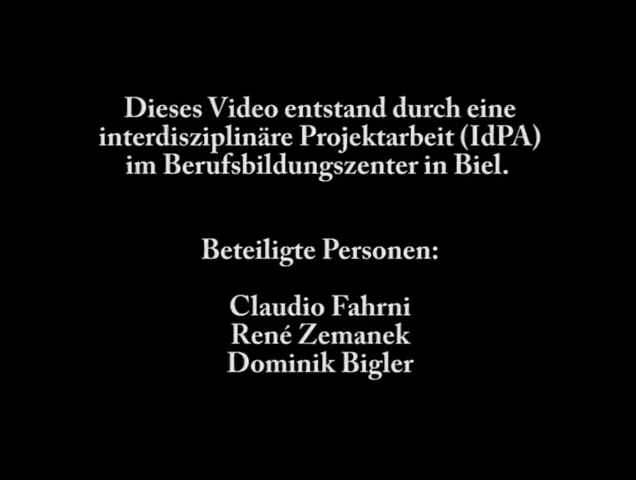 Dieses Video entstand durch eine
interdisziplinäre Projektarbeit (IdPA)
im Berufsbildungszenter in Biel.
Beteiligte Personen:
Claudio Fahrni
René Zemanek
Dominik Bigler